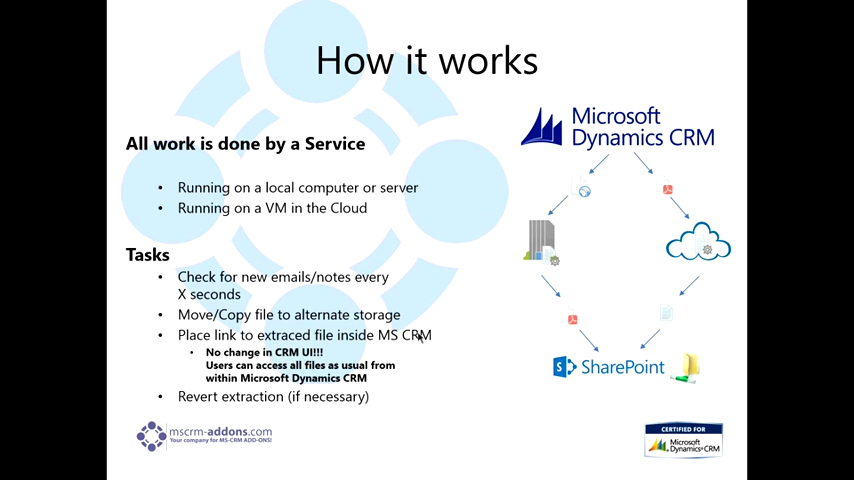 How it works
All work is done by a Service
• Running on a local computer or server
• Running on a VM in the Cloud
Tasks
• Check for new emails/notes every
X seconds
• Move/Copy file to alternate storage
• Place link to extraced file inside MS CRM
• No change in CRM UI!!!
Users can access all files as usual from
within Microsoft Dynamics CRM
• Revert extraction (if necessary)
Microsoft
Dynamics CRM
S
SharePoint
mscrm-addons.com
Your company for MS-CRM ADD-ONS!
CERTIFIED FOR
Microsoft
Dynamics® CRM